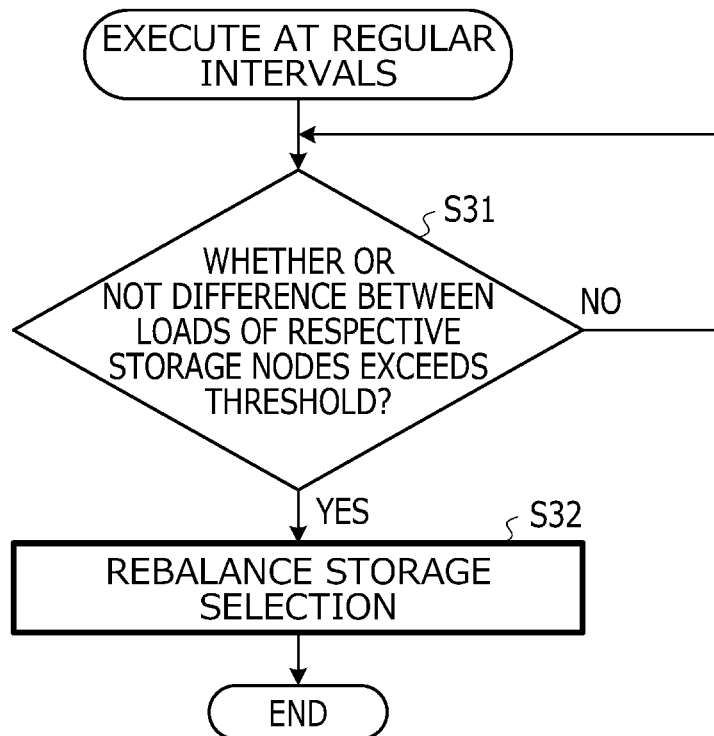 EXECUTE AT REGULAR
INTERVALS
S31
WHETHER OR
NOT DIFFERENCE BETWEEN
LOADS OF RESPECTIVE
STORAGE NODES EXCEEDS
THRESHOLD?
NO
YES
S32
REBALANCE STORAGE
SELECTION
END